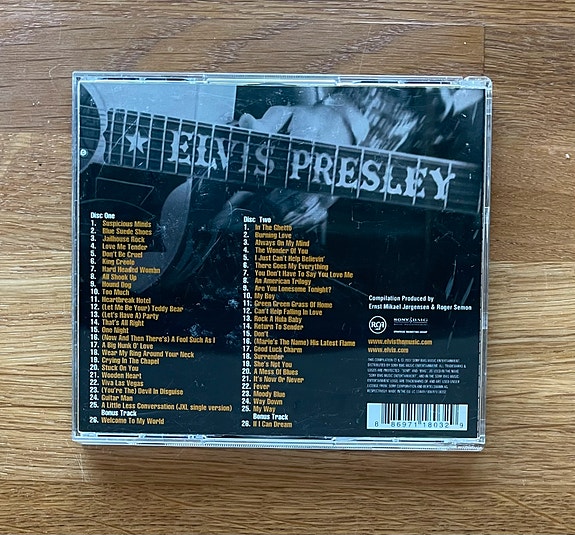 ELVIS PRESLEY
Disc One
1. Suspicious Minds
2. Blue Suede Shoes
3. Jailhouse Rock
4. Love Me Tender
5. Don't Be Cruel
6. King Creole
7. Hard Headed Woman
8. All Shook Up
9. Hound Dog
10. Too Much
11. Heartbreak Hotel
12. (Let Me Be Your) Teddy Bear
13. (Let's Have A) Party
14. That's All Right
15. One Night
16. (Now And Then There's) A Fool Such As I
17. A Big Hunk O' Love
18. Wear My Ring Around Your Neck
19. Crying In The Chapel
20. Stuck On You
21. Wooden Heart
22. Viva Las Vegas
23. (You're The) Devil In Disguise
24. Guitar Man
25. A Little Less Conversation (JXL single version)
Bonus Track
26. Welcome To My World
Disc Two
1. In The Ghetto
2. Burning Love
3. Always On My Mind
4. The Wonder Of You
5. I Just Can't Help Believin'
6. There Goes My Everything
7. You Don't Have To Say You Love Me
8. An American Trilogy
9. Are You Lonesome Tonight?
10. My Boy
11. Green Green Grass Of Home
12. Can't Help Falling In Love
13. Rock A Hula Baby
14. Return To Sender
15. Don't
16. (Marie's The Name) His Latest Flame
17. Good Luck Charm
18. Surrender
19. She's Not You
20. A Mess Of Blues
21. It's Now Or Never
22. Fever
23. Moody Blue
24. Way Down
25. My Way
Bonus Track
26. If I Can Dream
Compilation Produced by
Ernst Mikael Jørgensen & Roger Semon
RCA
SONY BMG
www.elvisthemusic.com
www.elvis.com
8 86971 18032 9